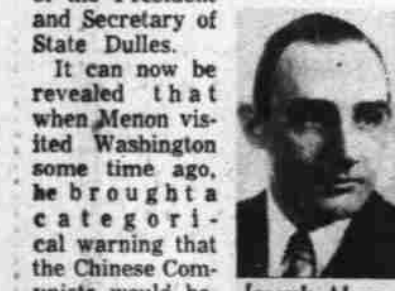 and Secretary of
State Dulles.
It can now be
revealed that
when Menon vis-
ited Washington
some time ago,
he brought a
categori-
cal warning that
the Chinese Com-